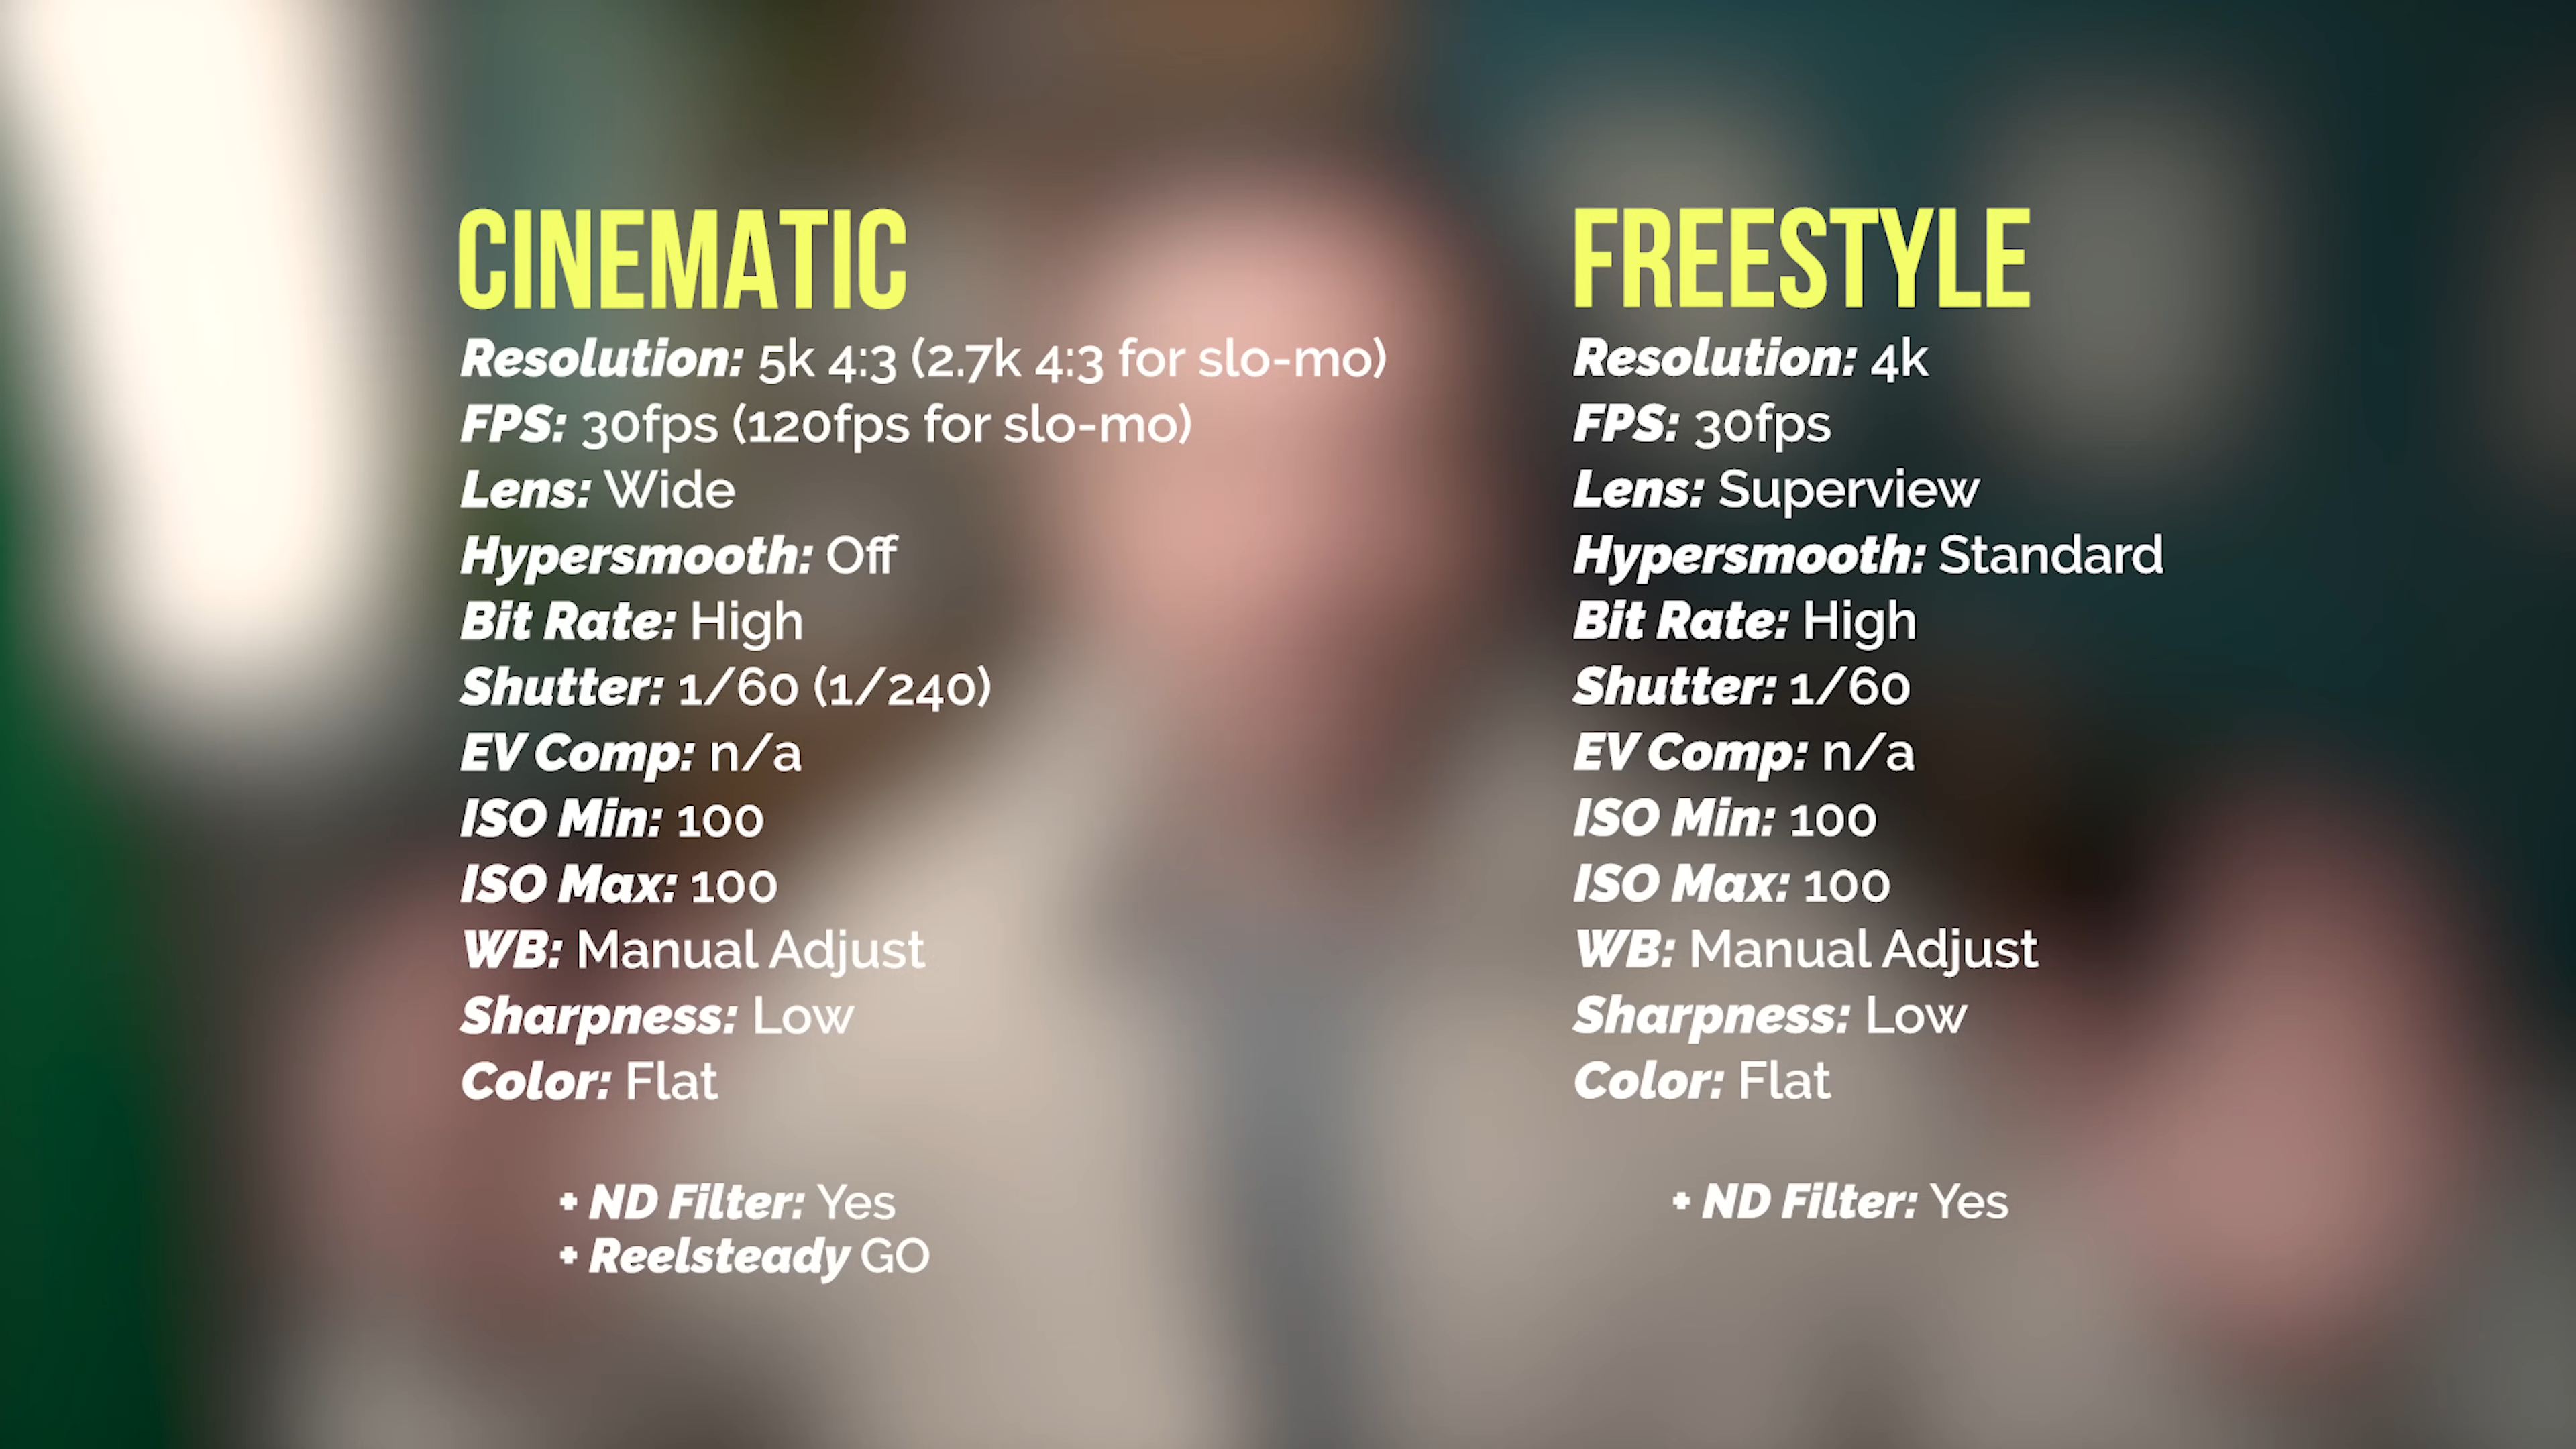 CINEMATIC
Resolution: 5k 4:3 (2.7k 4:3 for slo-mo)
FPS: 30fps (120fps for slo-mo)
Lens: Wide
Hypersmooth: Off
Bit Rate: High
Shutter: 1/60 (1/240)
EV Comp: n/a
ISO Min: 100
ISO Max: 100
WB: Manual Adjust
Sharpness: Low
Color: Flat
+ ND Filter: Yes
+ Reelsteady GO
FREESTYLE
Resolution: 4k
FPS: 30fps
Lens: Superview
Hypersmooth: Standard
Bit Rate: High
Shutter: 1/60
EV Comp: n/a
ISO Min: 100
ISO Max: 100
WB: Manual Adjust
Sharpness: Low
Color: Flat
+ ND Filter: Yes